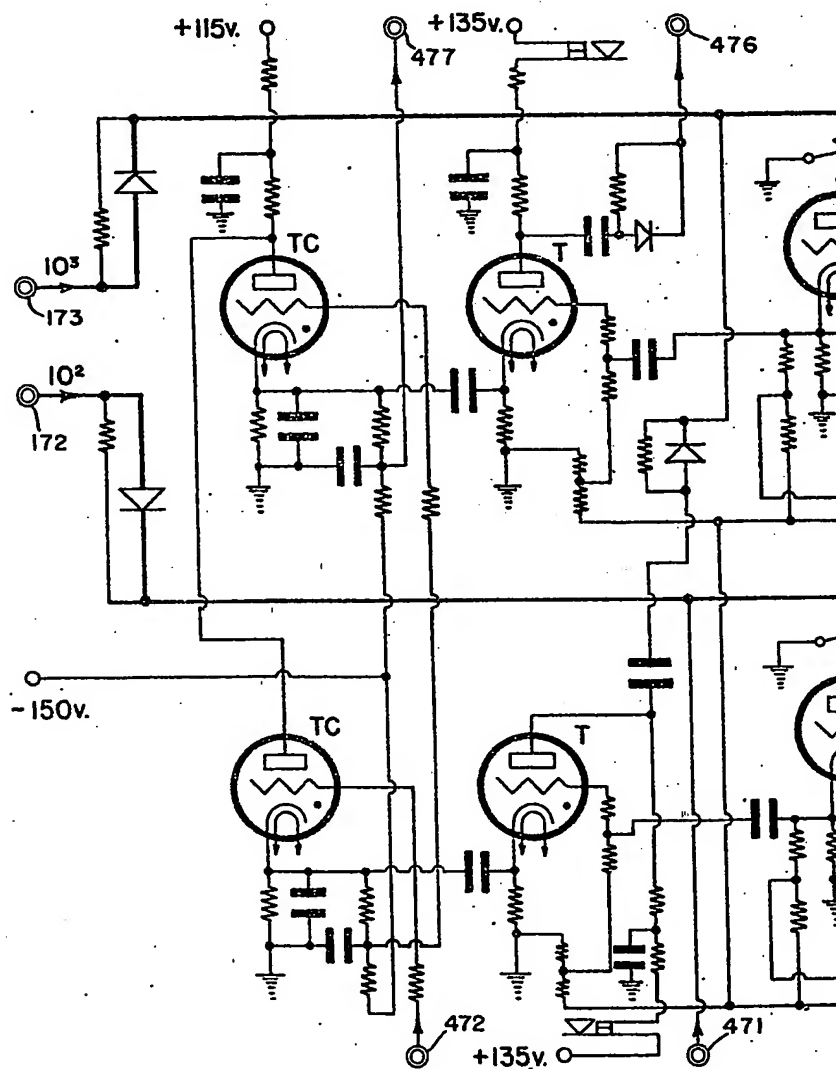 +115v.
477
+135v.
476
TC
T
10³
173
10²
172
-150v.
TC
T
472
+135v.
471